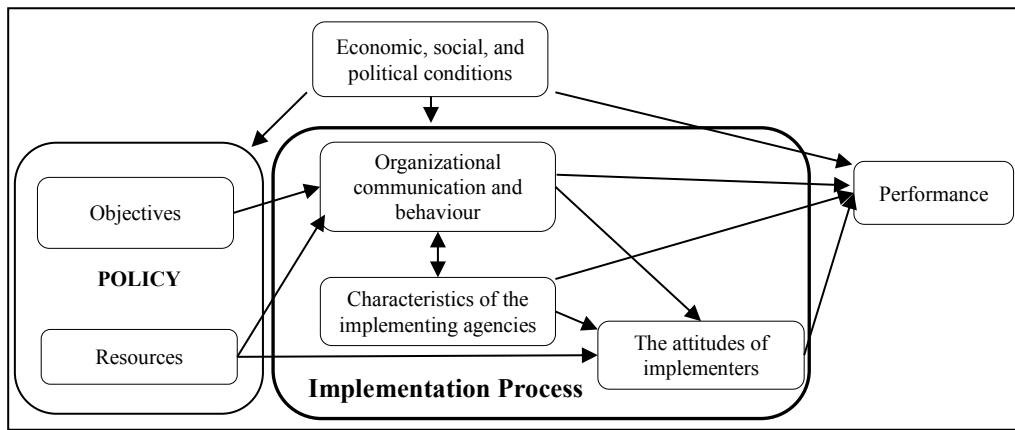 Economic, social, and
political conditions
Organizational
communication and
behaviour
Objectives
Performance
POLICY
Characteristics of the
implementing agencies
Resources
The attitudes of
implementers
Implementation Process